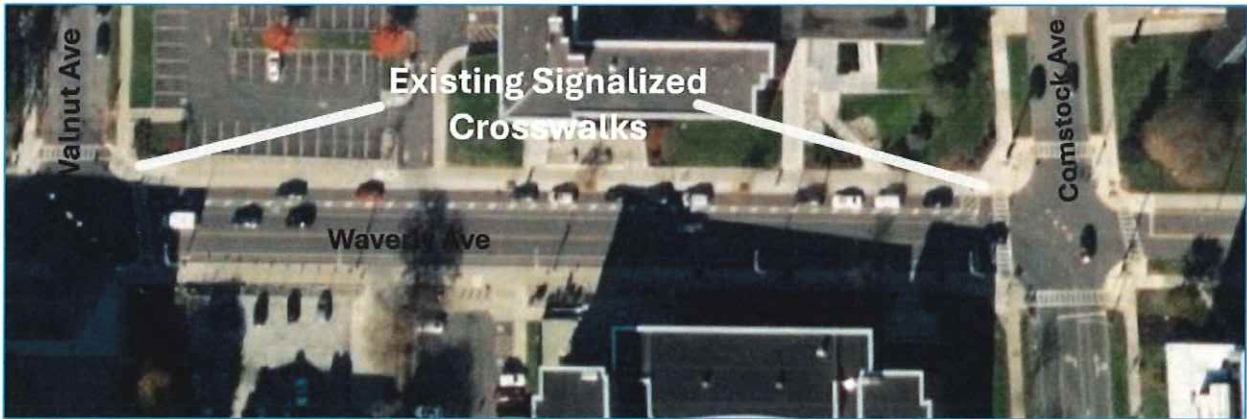 Walnut Ave
Existing Signalized
Crosswalks
Comstock Ave
Waverly Ave